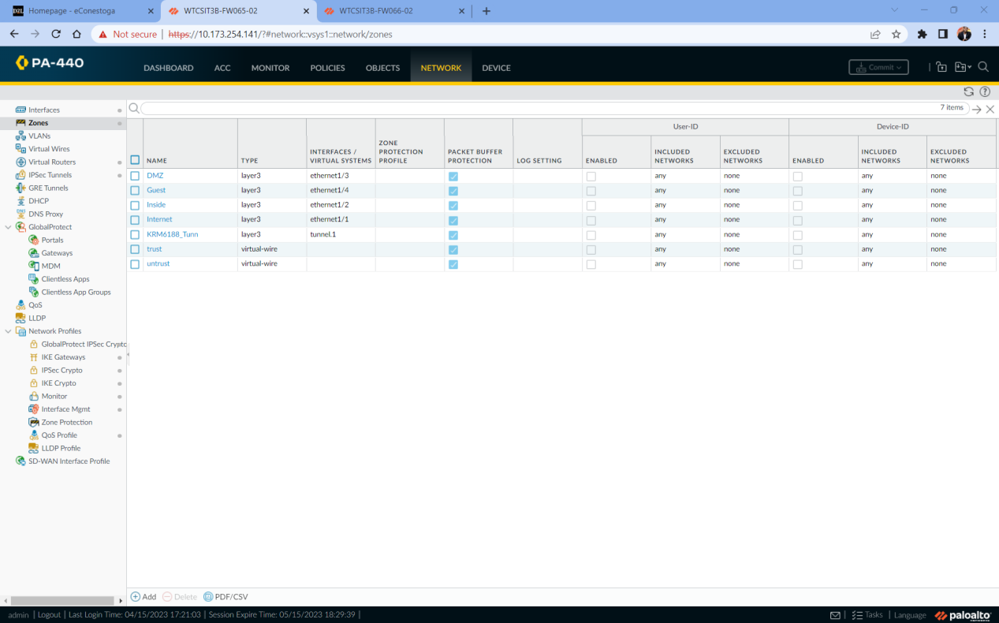 Homepage - eConestoga
WTCSIT3B-FW065-02
WTCSIT3B-FW066-02
Not secure | https://10.173.254.141/?#network::vsys1::network/zones
PA-440
DASHBOARD ACC MONITOR POLICIES OBJECTS NETWORK DEVICE
Commit
7 items
Interfaces
Zones
VLANs
Virtual Wires
Virtual Routers
IPSec Tunnels
GRE Tunnels
DHCP
DNS Proxy
GlobalProtect
Portals
Gateways
MDM
Clientless Apps
Clientless App Groups
QoS
LLDP
Network Profiles
GlobalProtect IPSec Crypto
IKE Gateways
IPSec Crypto
IKE Crypto
Monitor
Interface Mgmt
Zone Protection
QoS Profile
LLDP Profile
SD-WAN Interface Profile
User-ID Device-ID
NAME TYPE INTERFACES / VIRTUAL SYSTEMS ZONE PROTECTION PROFILE PACKET BUFFER PROTECTION LOG SETTING ENABLED INCLUDED NETWORKS EXCLUDED NETWORKS ENABLED INCLUDED NETWORKS EXCLUDED NETWORKS
DMZ layer3 ethernet1/3 any none any none
Guest layer3 ethernet1/4 any none any none
Inside layer3 ethernet1/2 any none any none
Internet layer3 ethernet1/1 any none any none
KRM6188_Tunn layer3 tunnel.1 any none any none
trust virtual-wire any none any none
untrust virtual-wire any none any none
Add Delete PDF/CSV
admin | Logout | Last Login Time: 04/15/2023 17:21:03 | Session Expire Time: 05/15/2023 18:29:39 |
| Tasks | Language paloalto NETWORKS